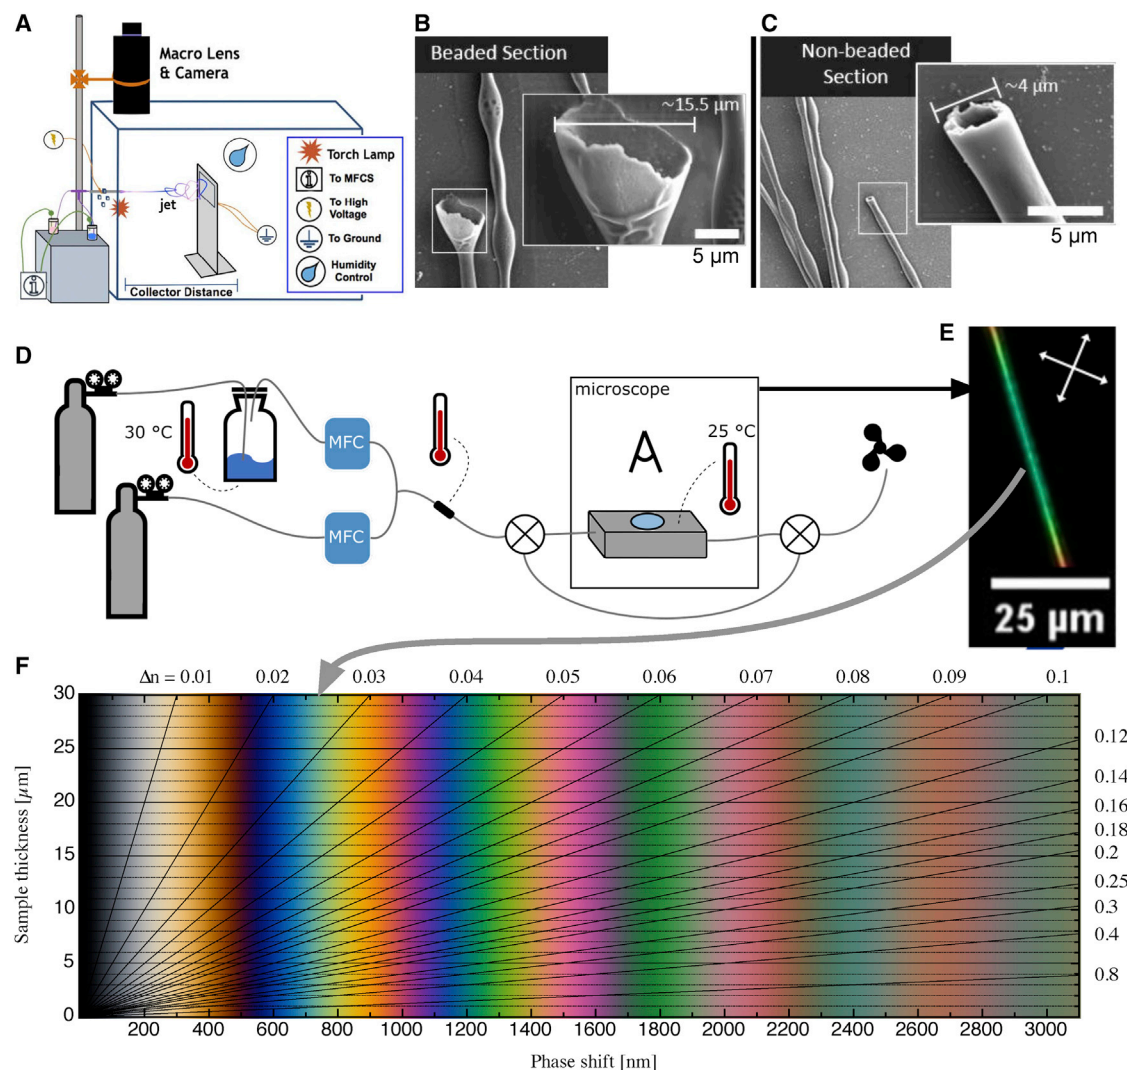 A
Macro Lens
& Camera
jet
Collector Distance
Torch Lamp
To MFCS
To High
Voltage
To Ground
Humidity
Control
B
Beaded Section
~15.5 µm
5 µm
C
Non-beaded
Section
~4 µm
5 µm
D
30 °C
MFC
MFC
microscope
25 °C
E
25 µm
F
Δn = 0.01 0.02 0.03 0.04 0.05 0.06 0.07 0.08 0.09 0.1
0.12
0.14
0.16
0.18
0.2
0.25
0.3
0.4
0.8
Sample thickness [µm]
30
25
20
15
10
5
0
200 400 600 800 1000 1200 1400 1600 1800 2000 2200 2400 2600 2800 3000
Phase shift [nm]